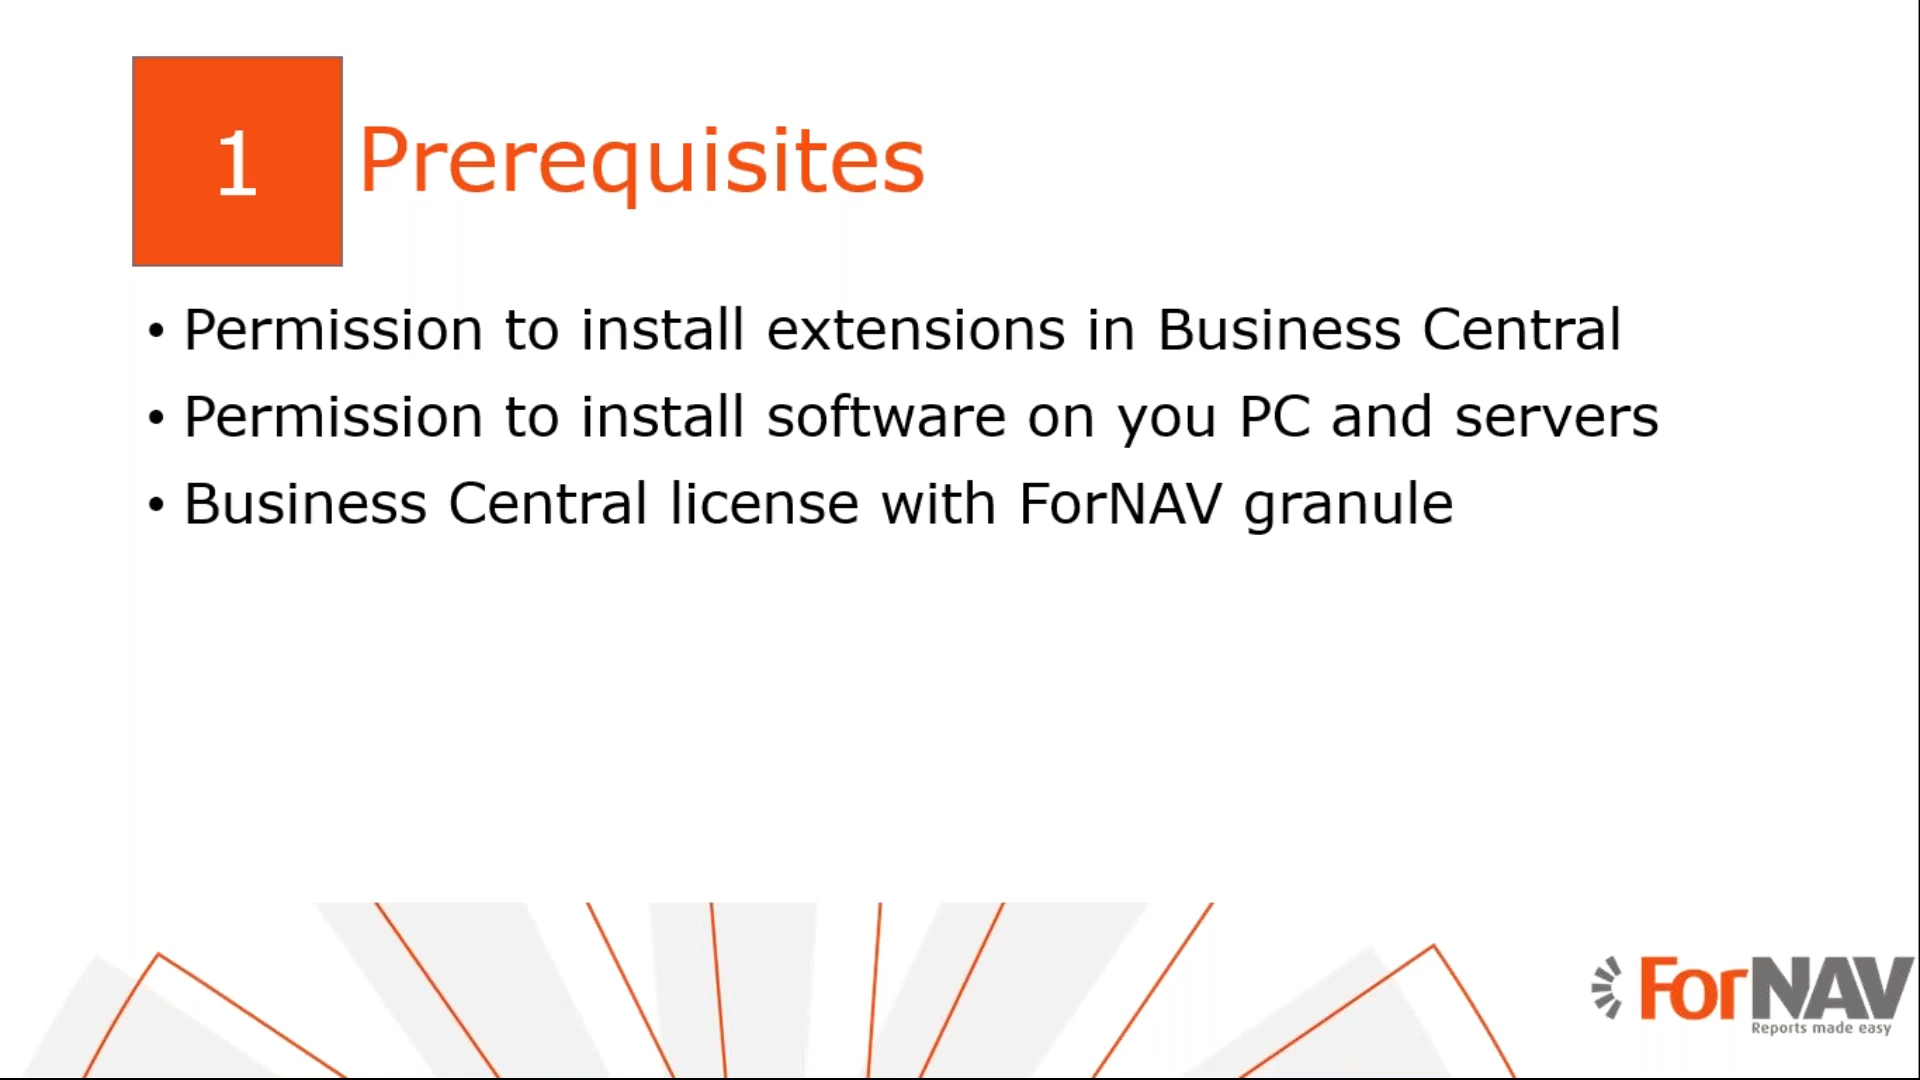 1
Prerequisites
• Permission to install extensions in Business Central
• Permission to install software on you PC and servers
• Business Central license with ForNAV granule
ForNAV
Reports made easy